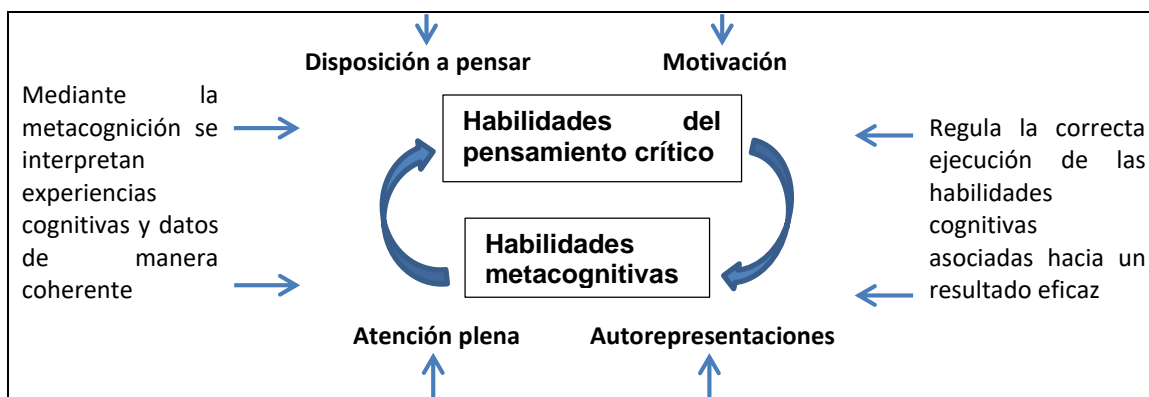 Disposición a pensar
Motivación
Mediante la
metacognición se
interpretan
experiencias
cognitivas y datos
de manera
coherente
Habilidades del
pensamiento crítico
Habilidades
metacognitivas
Regula la correcta
ejecución de las
habilidades
cognitivas
asociadas hacia un
resultado eficaz
Atención plena
Autorepresentaciones